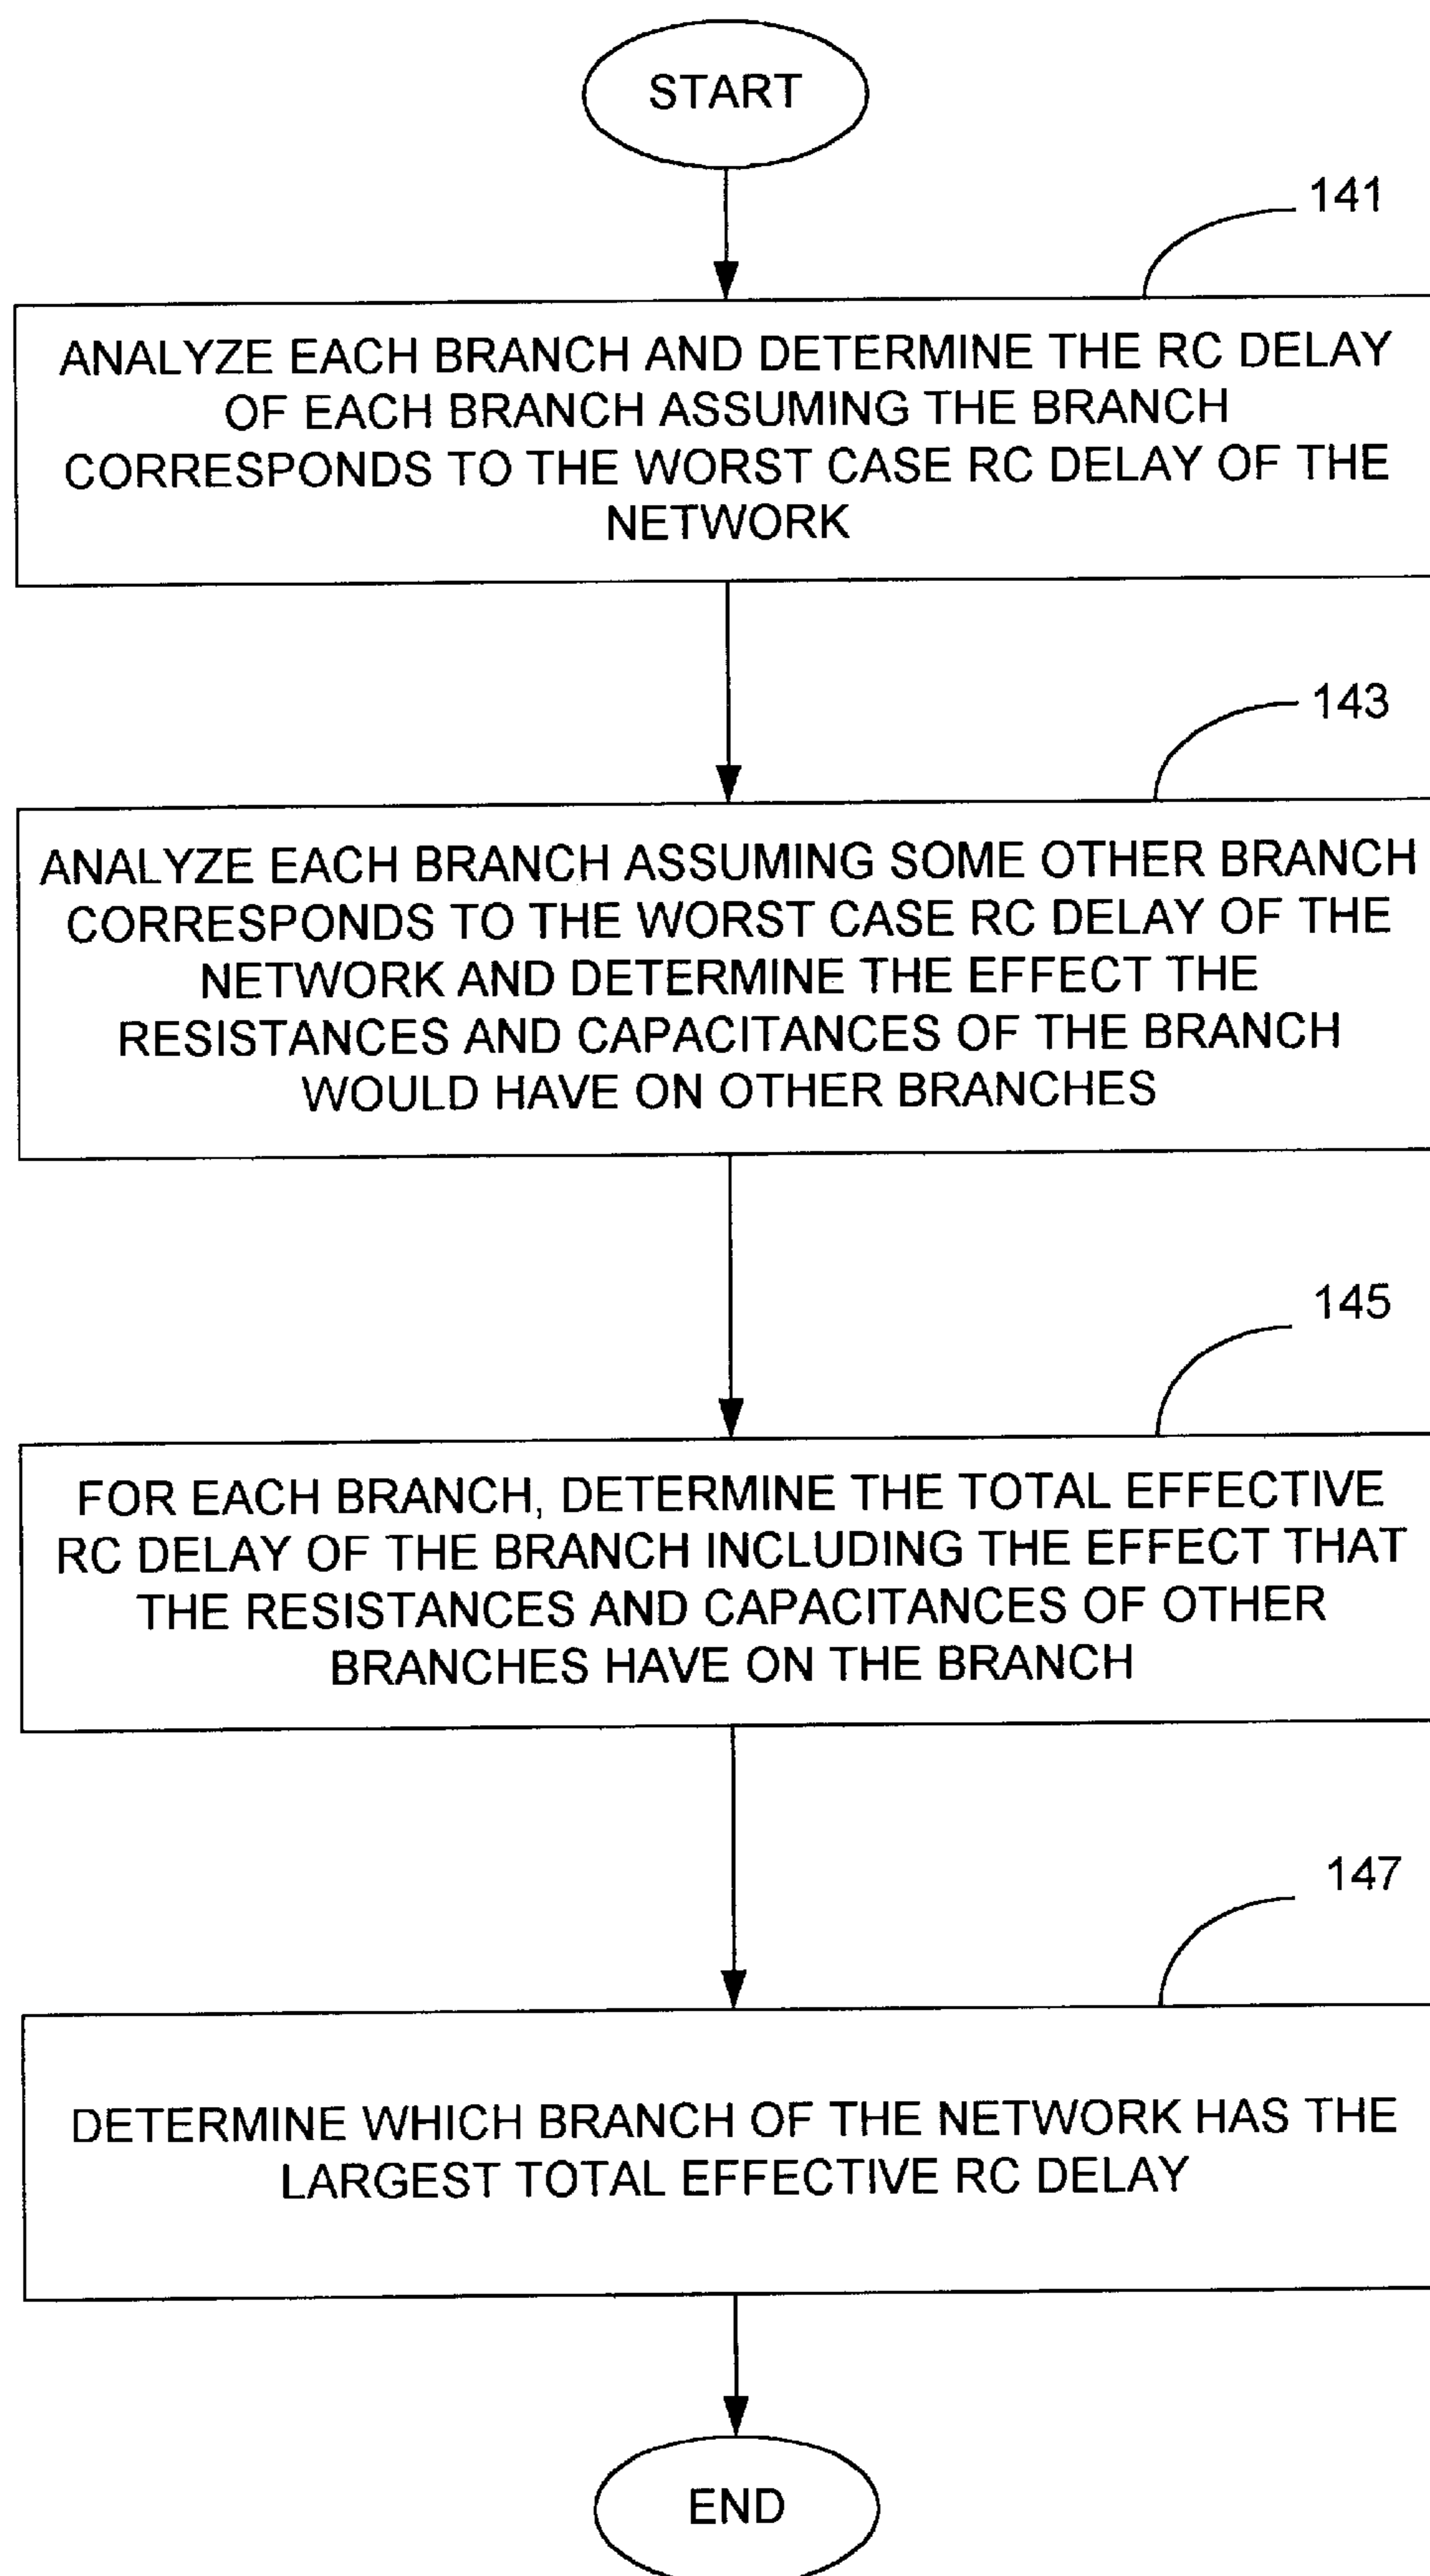 START
141
ANALYZE EACH BRANCH AND DETERMINE THE RC DELAY
OF EACH BRANCH ASSUMING THE BRANCH
CORRESPONDS TO THE WORST CASE RC DELAY OF THE
NETWORK
143
ANALYZE EACH BRANCH ASSUMING SOME OTHER BRANCH
CORRESPONDS TO THE WORST CASE RC DELAY OF THE
NETWORK AND DETERMINE THE EFFECT THE
RESISTANCES AND CAPACITANCES OF THE BRANCH
WOULD HAVE ON OTHER BRANCHES
145
FOR EACH BRANCH, DETERMINE THE TOTAL EFFECTIVE
RC DELAY OF THE BRANCH INCLUDING THE EFFECT THAT
THE RESISTANCES AND CAPACITANCES OF OTHER
BRANCHES HAVE ON THE BRANCH
147
DETERMINE WHICH BRANCH OF THE NETWORK HAS THE
LARGEST TOTAL EFFECTIVE RC DELAY
END